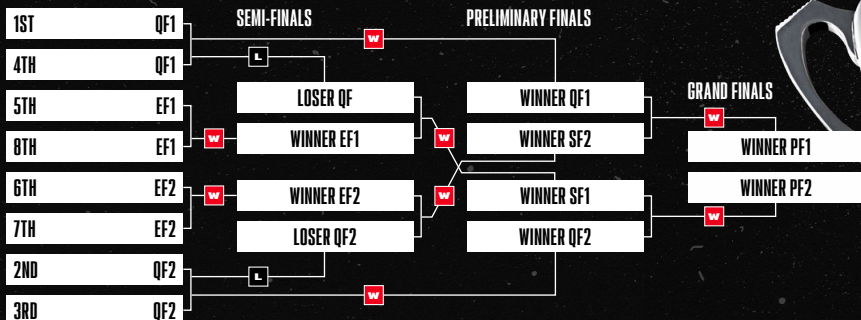 SEMI-FINALS
PRELIMINARY FINALS
GRAND FINALS
1ST QF1
4TH QF1
5TH EF1
8TH EF1
6TH EF2
7TH EF2
2ND QF2
3RD QF2
W
L
W
W
L
W
LOSER QF
WINNER EF1
WINNER EF2
LOSER QF2
W
W
WINNER QF1
WINNER SF2
WINNER SF1
WINNER QF2
W
W
WINNER PF1
WINNER PF2